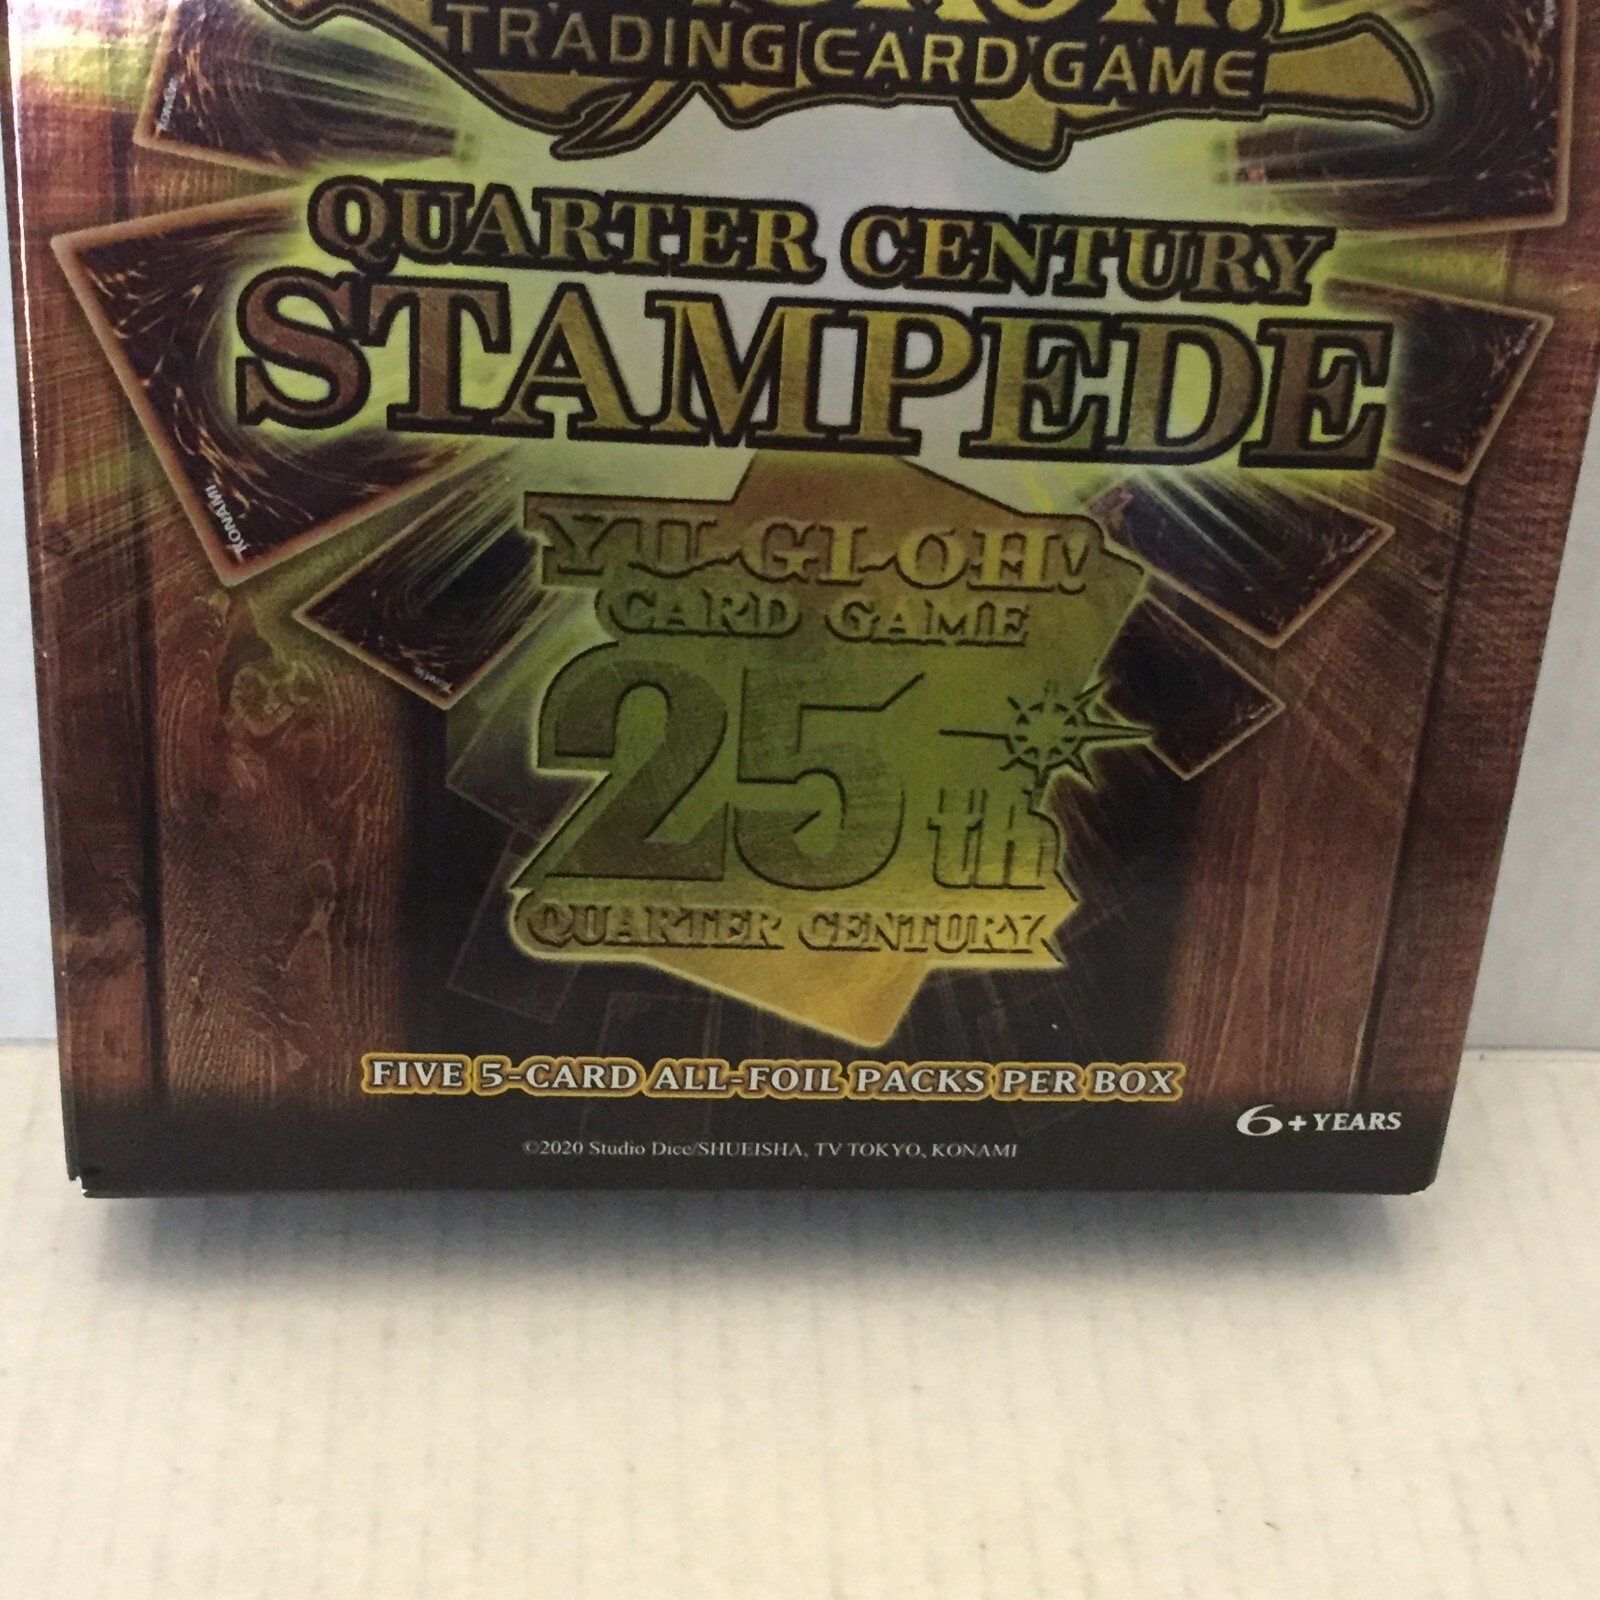 TRADING CARD GAME
QUARTER CENTURY
STAMPEDE
KONAMI
YU-GI-OH!
CARD GAME
25th
QUARTER CENTURY
FIVE 5-CARD ALL-FOIL PACKS PER BOX
6+ YEARS
©2020 Studio Dice/SHUEISHA, TV TOKYO, KONAMI